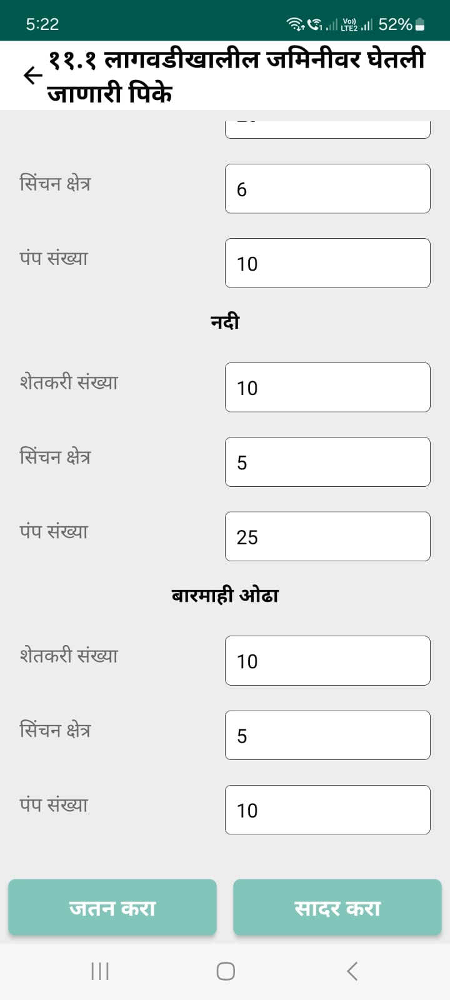 5:22
Vo)) LTE2 52%
११.१ लागवडीखालील जमिनीवर घेतली
जाणारी पिके
सिंचन क्षेत्र 6
पंप संख्या 10
नदी
शेतकरी संख्या 10
सिंचन क्षेत्र 5
पंप संख्या 25
बारमाही ओढा
शेतकरी संख्या 10
सिंचन क्षेत्र 5
पंप संख्या 10
जतन करा सादर करा